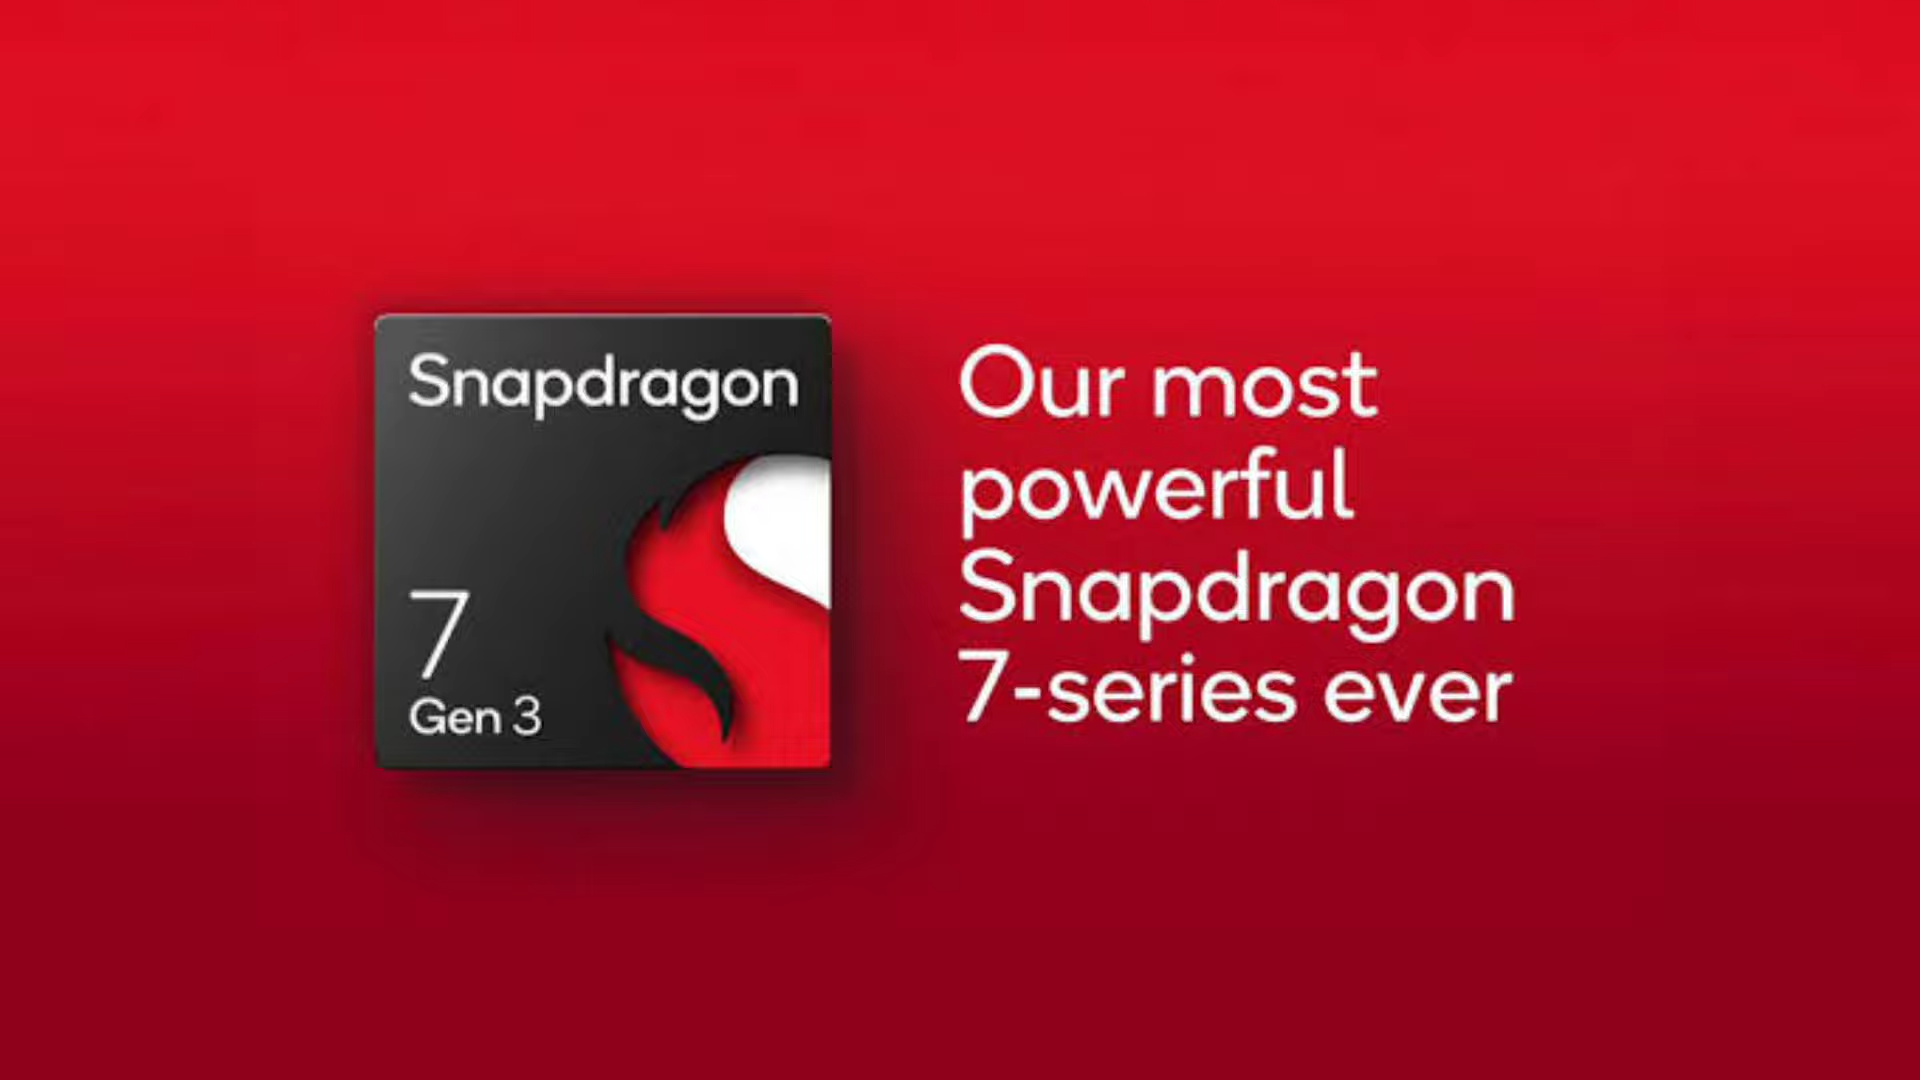 Snapdragon
7
Gen 3
Our most
powerful
Snapdragon
7-series ever